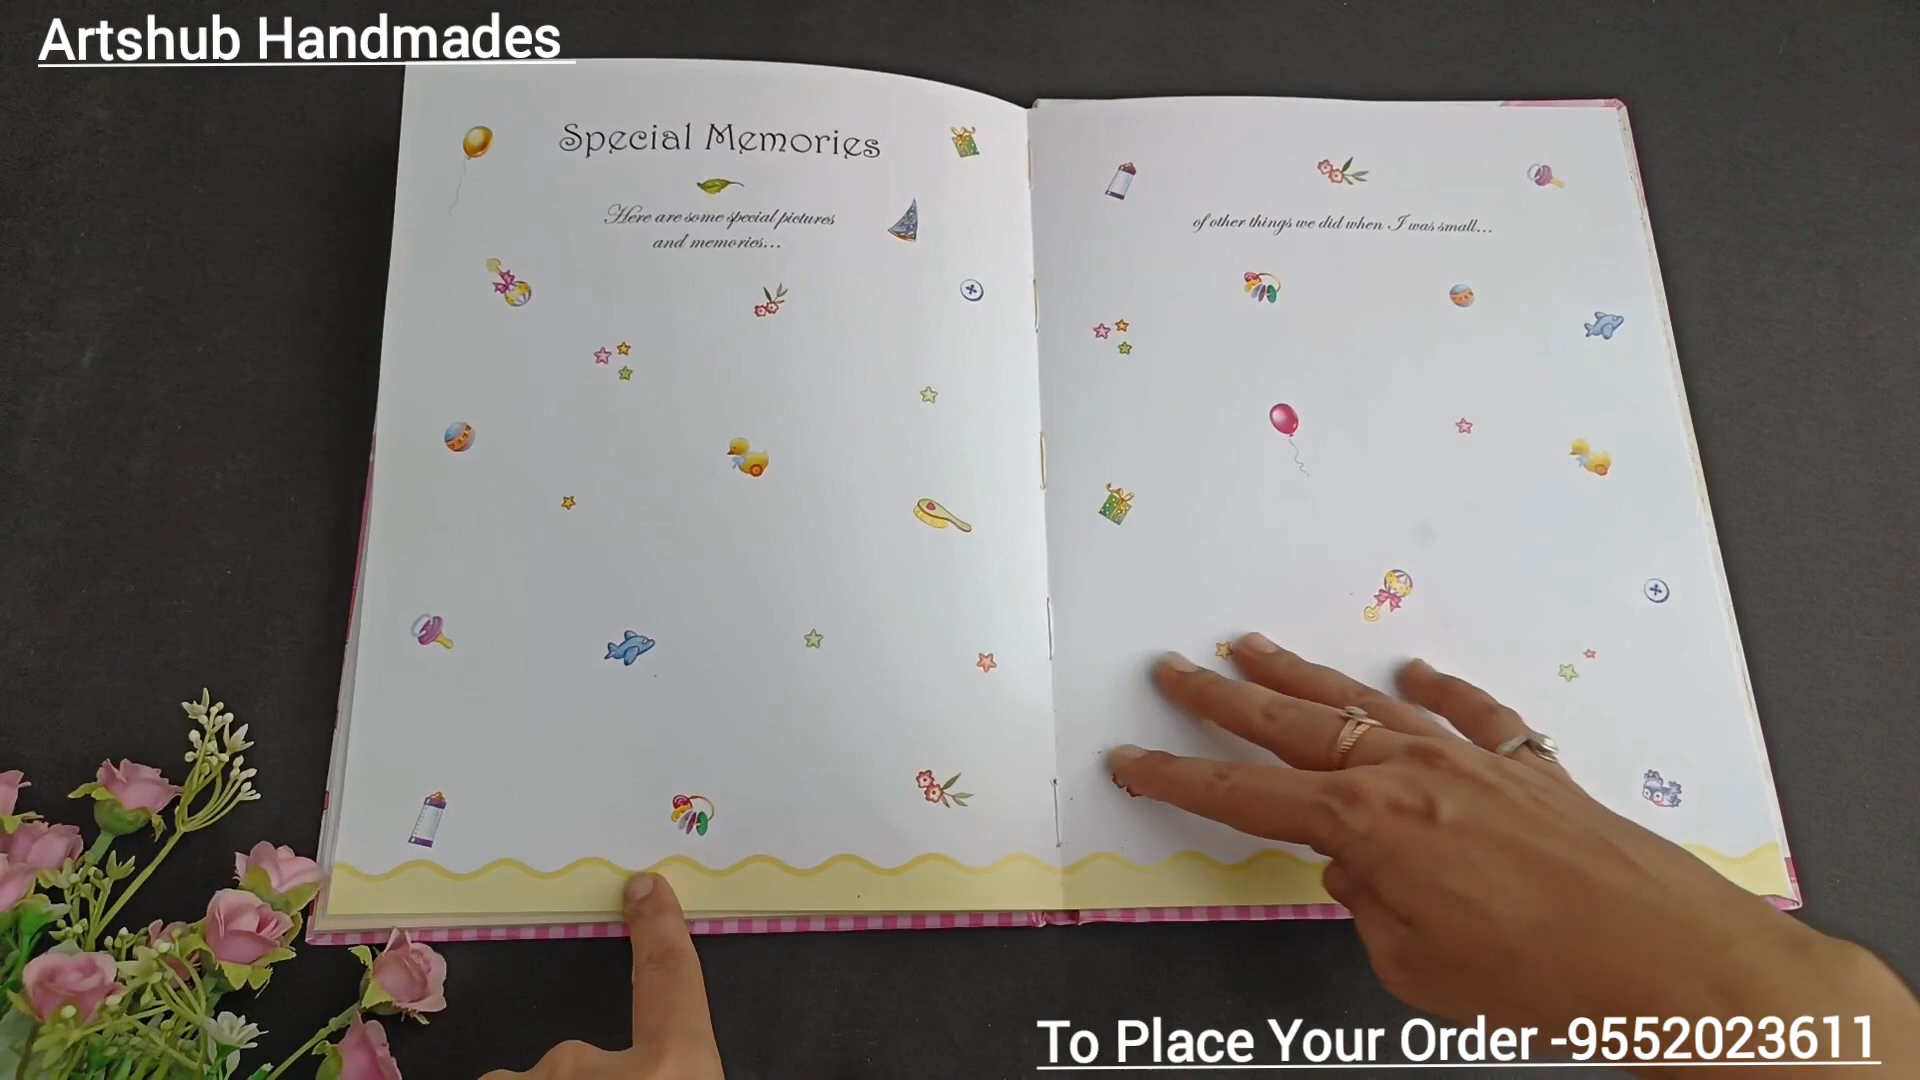 Artshub Handmades
Special Memories
Here are some special pictures
and memories...
of other things we did when I was small...
To Place Your Order -9552023611